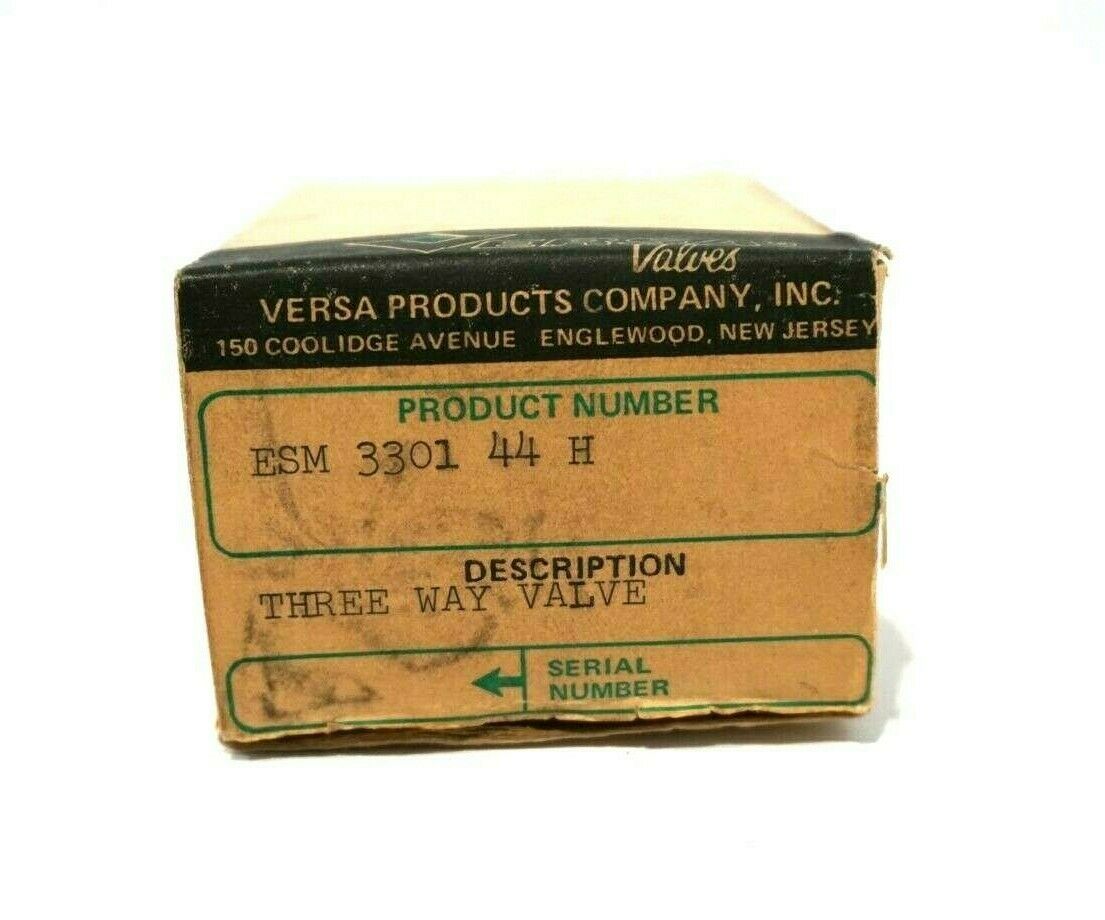 Valves
VERSA PRODUCTS COMPANY, INC.
150 COOLIDGE AVENUE ENGLEWOOD, NEW JERSEY
PRODUCT NUMBER
ESM 3301 44 H
DESCRIPTION
THREE WAY VALVE
SERIAL
NUMBER